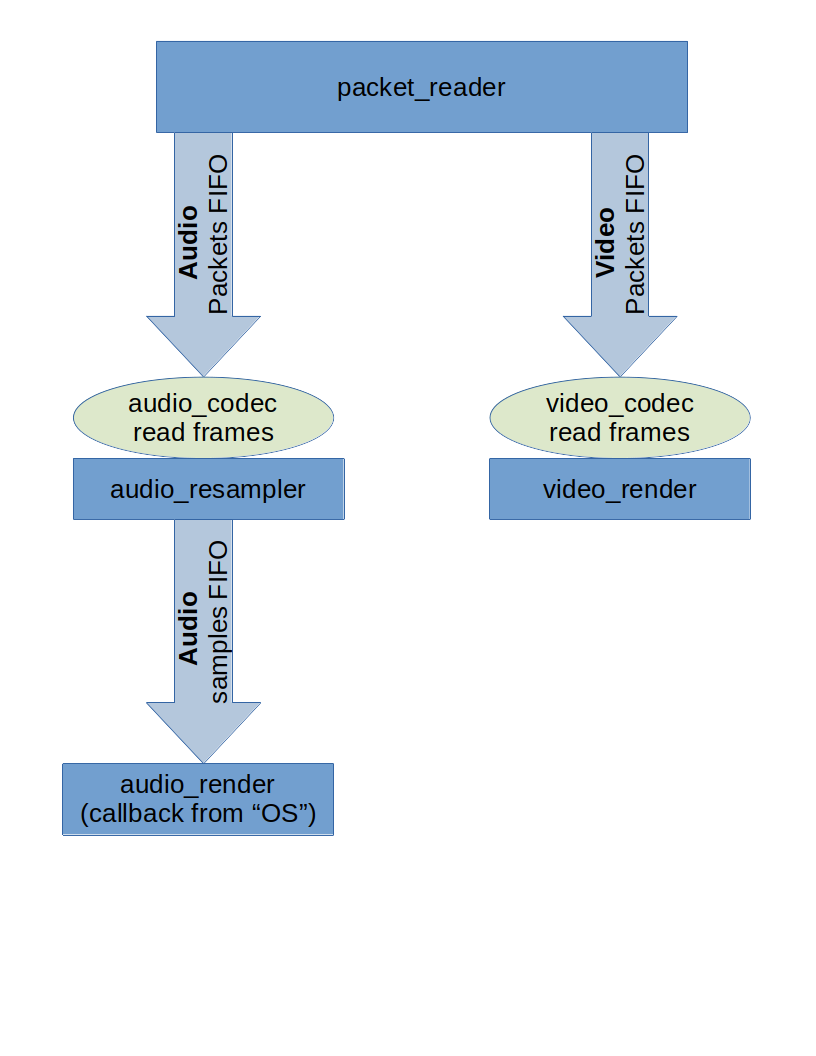 packet_reader
Audio
Packets FIFO
Video
Packets FIFO
audio_codec
read frames
video_codec
read frames
audio_resampler
video_render
Audio
samples FIFO
audio_render
(callback from “OS”)